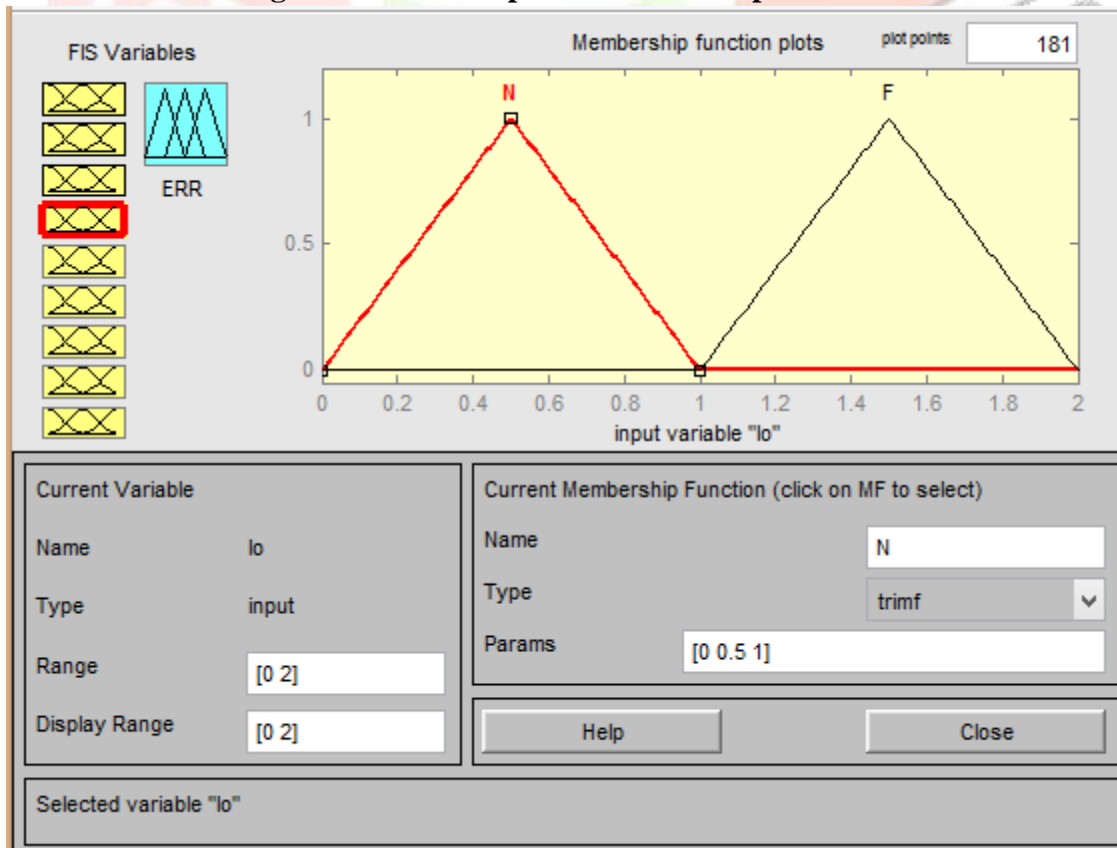 FIS Variables
ERR
Membership function plots
plot points:
181
N
F
1
0.5
0
0 0.2 0.4 0.6 0.8 1 1.2 1.4 1.6 1.8 2
input variable "Io"
Current Variable
Name Io
Type input
Range [0 2]
Display Range [0 2]
Current Membership Function (click on MF to select)
Name N
Type trimf
Params [0 0.5 1]
Help Close
Selected variable "Io"